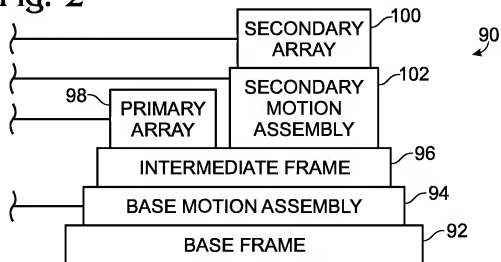 Fig. 2
100
SECONDARY
ARRAY
90
102
98
PRIMARY
ARRAY
SECONDARY
MOTION
ASSEMBLY
INTERMEDIATE FRAME
96
BASE MOTION ASSEMBLY
94
BASE FRAME
92